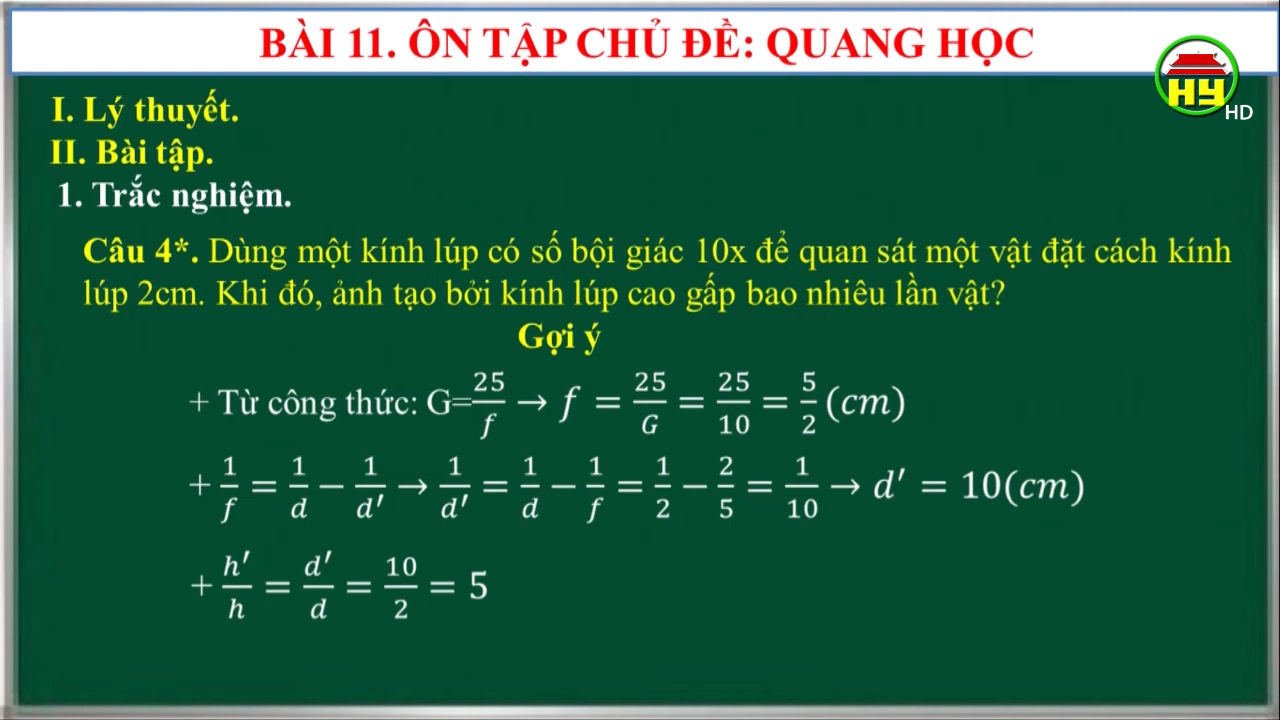 BÀI 11. ÔN TẬP CHỦ ĐỀ: QUANG HỌC
HY
HD
I. Lý thuyết.
II. Bài tập.
1. Trắc nghiệm.
Câu 4*. Dùng một kính lúp có số bội giác 10x để quan sát một vật đặt cách kính
lúp 2cm. Khi đó, ảnh tạo bởi kính lúp cao gấp bao nhiêu lần vật?
Gợi ý
+ Từ công thức: G=25/f → f = 25/G = 25/10 = 5/2 (cm)
+ 1/f = 1/d − 1/d′ → 1/d′ = 1/d − 1/f = 1/2 − 2/5 = 1/10 → d′ = 10(cm)
+ h′/h = d′/d = 10/2 = 5